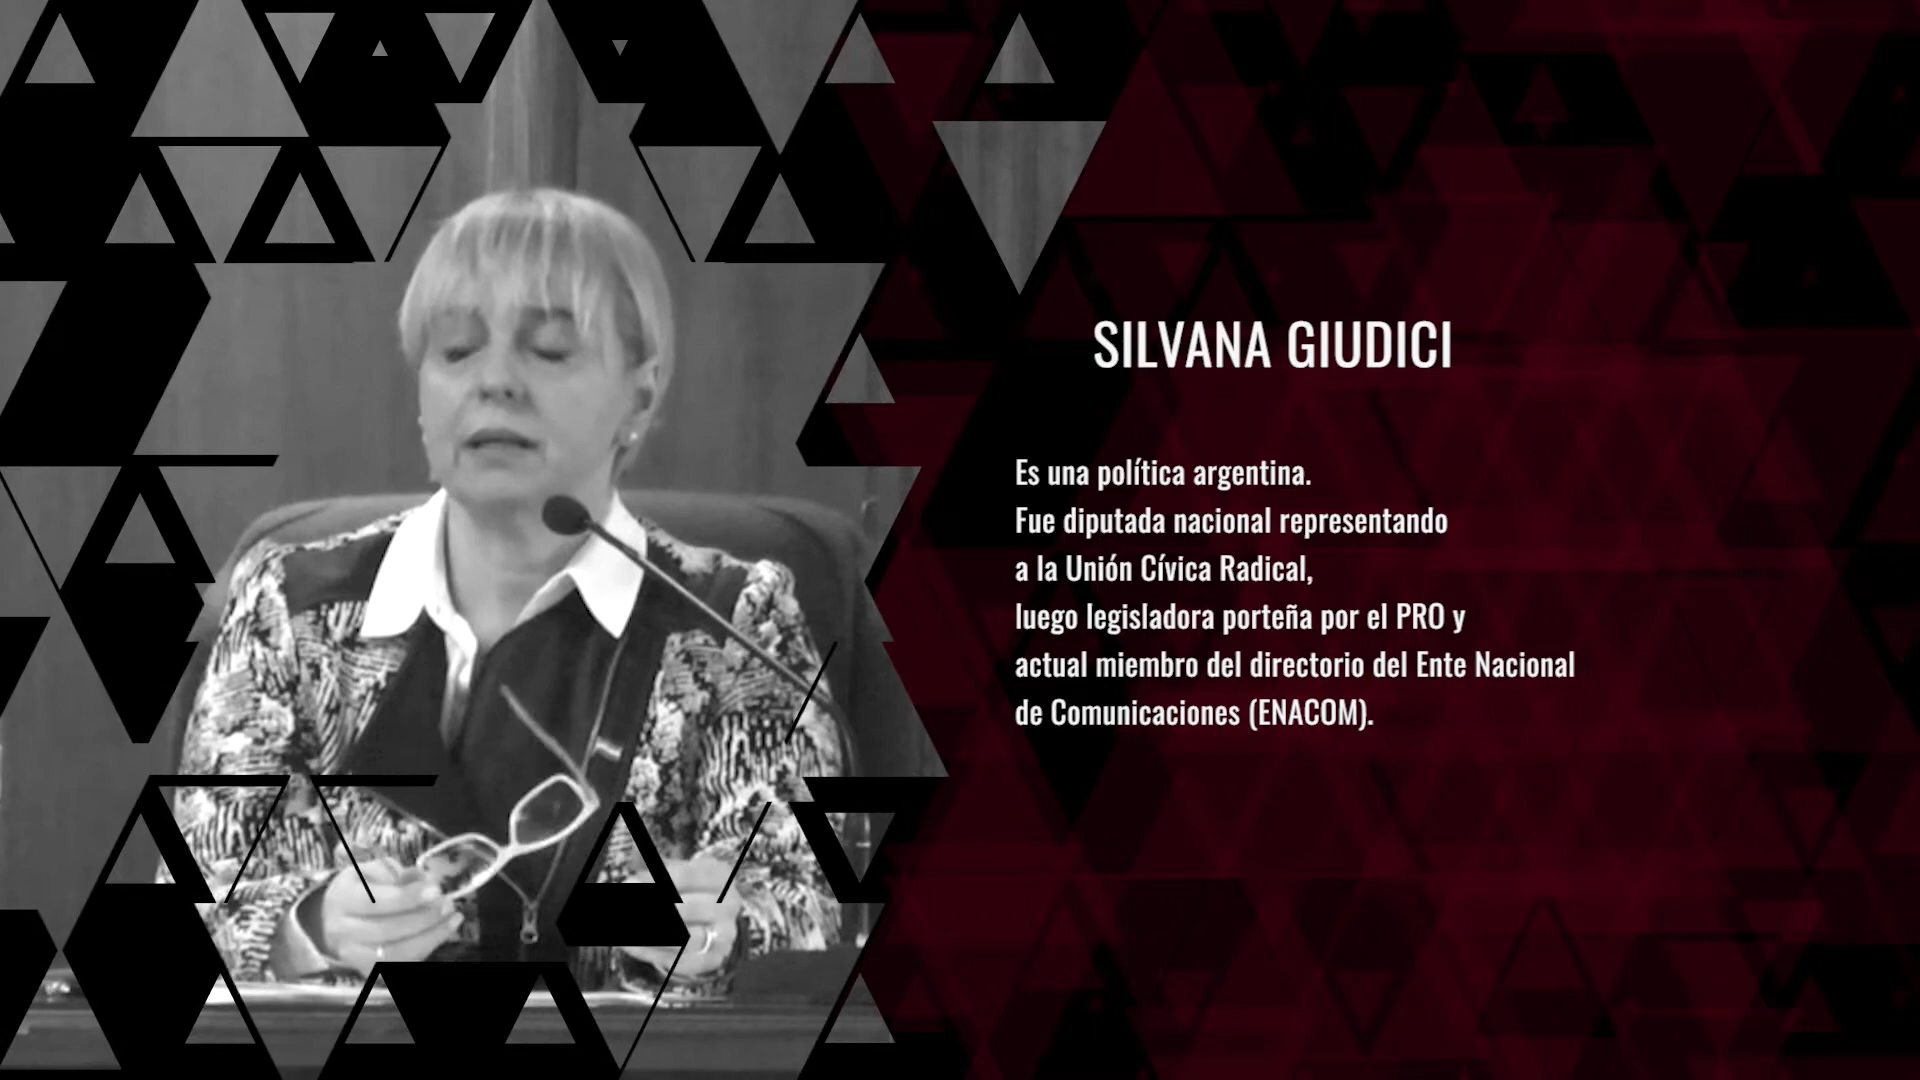 SILVANA GIUDICI
Es una política argentina.
Fue diputada nacional representando
a la Unión Cívica Radical,
luego legisladora porteña por el PRO y
actual miembro del directorio del Ente Nacional
de Comunicaciones (ENACOM).